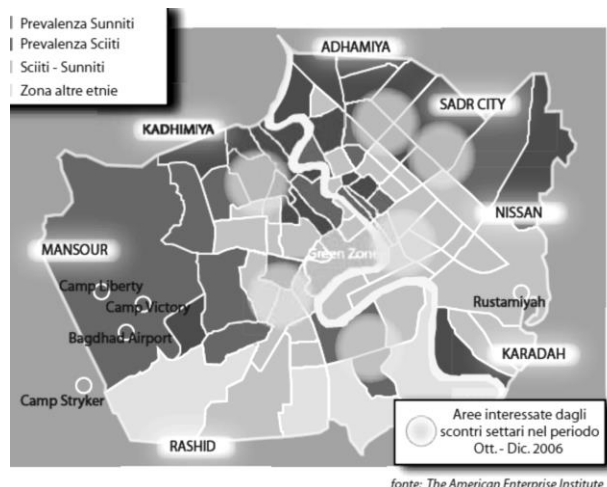 Prevalenza Sunniti
Prevalenza Sciiti
Sciiti - Sunniti
Zona altre etnie
ADHAMIYA
SADR CITY
KADHIMIYA
NISSAN
MANSOUR
Green Zone
Camp Liberty
Camp Victory
Rustamiyah
Bagdhad Airport
KARADAH
Camp Stryker
RASHID
Aree interessate dagli
scontri settari nel periodo
Ott. - Dic. 2006
fonte: The American Enterprise Institute